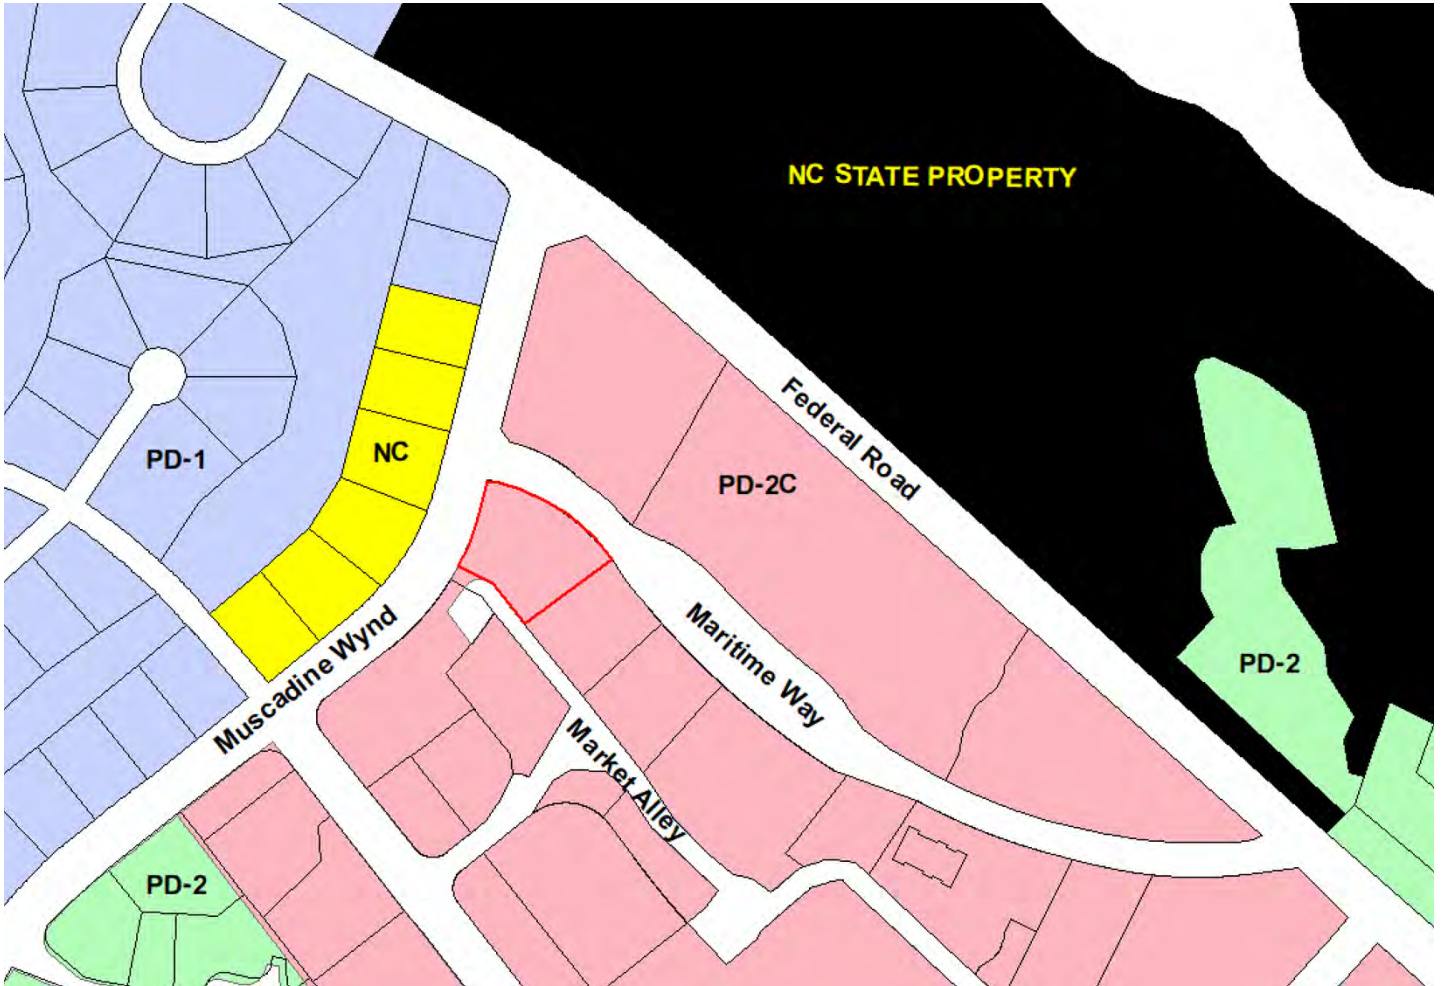 NC STATE PROPERTY
Federal Road
PD-1
NC
PD-2C
Maritime Way
PD-2
Muscadine Wynd
Market Alley
PD-2